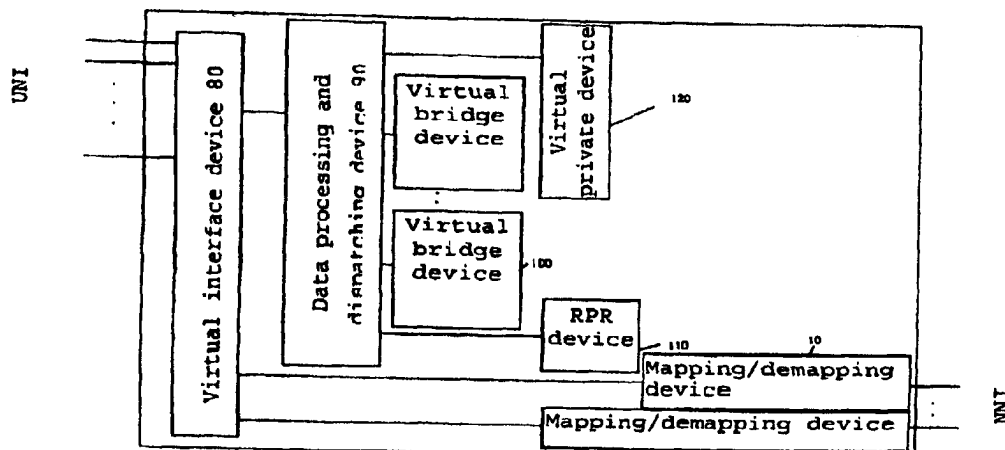 UNI
Virtual interface device 80
Data processing and
dispatching device 90
Virtual
bridge
device
Virtual
bridge
device
100
Virtual
private device
120
RPR
device
110
10
Mapping/demapping
device
Mapping/demapping device
NNI